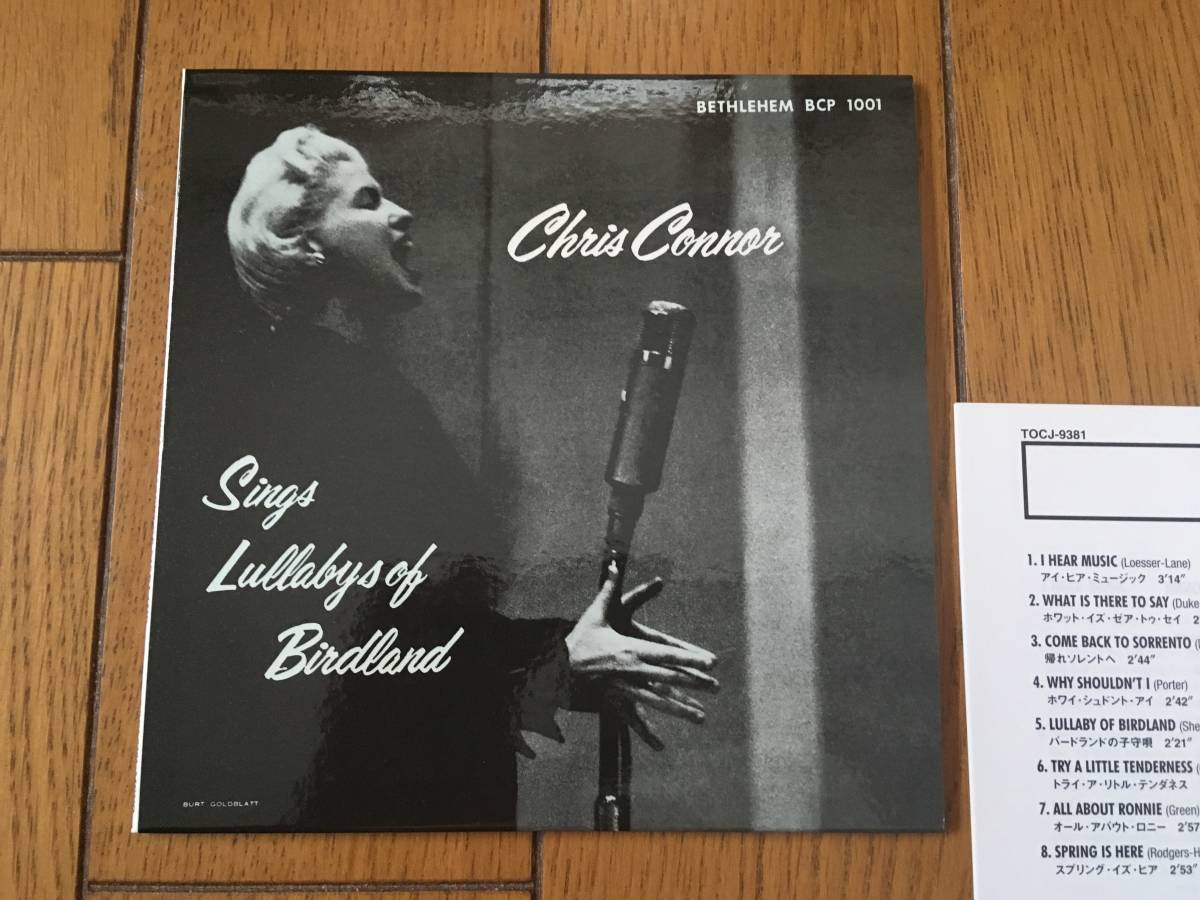 BETHLEHEM BCP 1001
Chris Connor
Sings
Lullabys of
Birdland
BURT GOLDBLATT
TOCJ-9381
1. I HEAR MUSIC (Loesser-Lane)
アイ・ヒア・ミュージック 3'14"
2. WHAT IS THERE TO SAY (Duke
ホワット・イズ・ゼア・トゥ・セイ 2
3. COME BACK TO SORRENTO (
帰れソレントへ 2'44"
4. WHY SHOULDN'T I (Porter)
ホワイ・シュドント・アイ 2'42"
5. LULLABY OF BIRDLAND (She
バードランドの子守唄 2'21"
6. TRY A LITTLE TENDERNESS (
トライ・ア・リトル・テンダネス
7. ALL ABOUT RONNIE (Green)
オール・アバウト・ロニー 2'57
8. SPRING IS HERE (Rodgers-H
スプリング・イズ・ヒア 2'53"